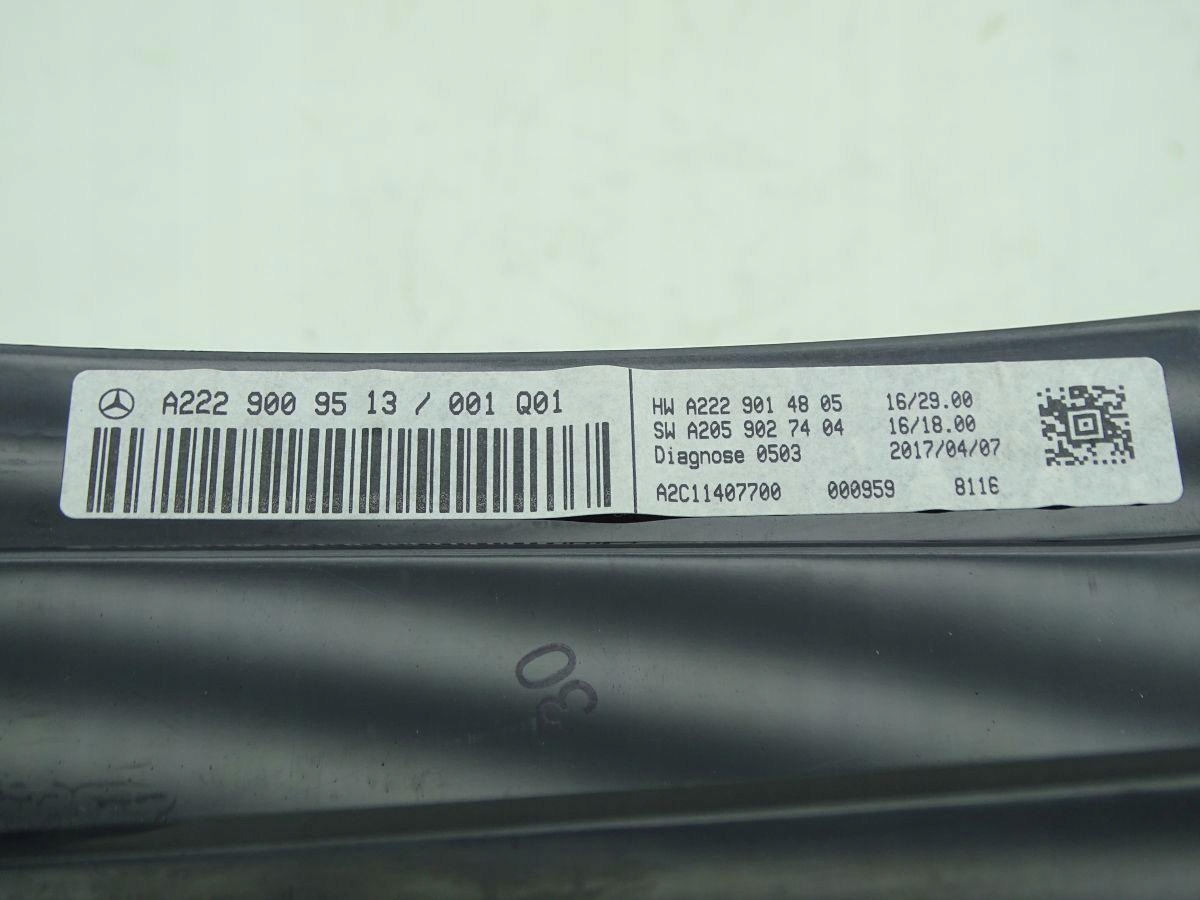 A222 900 95 13 / 001 Q01
HW A222 901 48 05 16/29.00
SW A205 902 74 04 16/18.00
Diagnose 0503 2017/04/07
A2C11407700 000959 8116
30